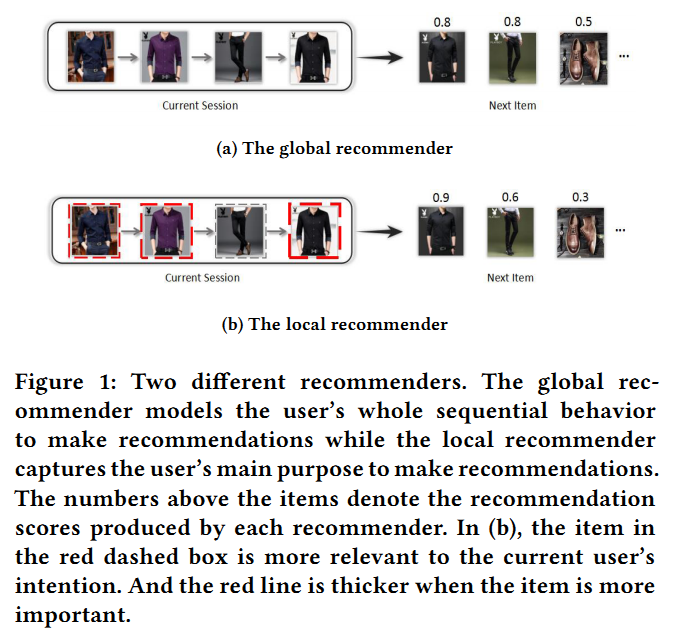 0.8 0.8 0.5
...
Current Session Next Item
(a) The global recommender
0.9 0.6 0.3
...
Current Session Next Item
(b) The local recommender
Figure 1: Two different recommenders. The global rec-
ommender models the user's whole sequential behavior
to make recommendations while the local recommender
captures the user's main purpose to make recommendations.
The numbers above the items denote the recommendation
scores produced by each recommender. In (b), the item in
the red dashed box is more relevant to the current user's
intention. And the red line is thicker when the item is more
important.